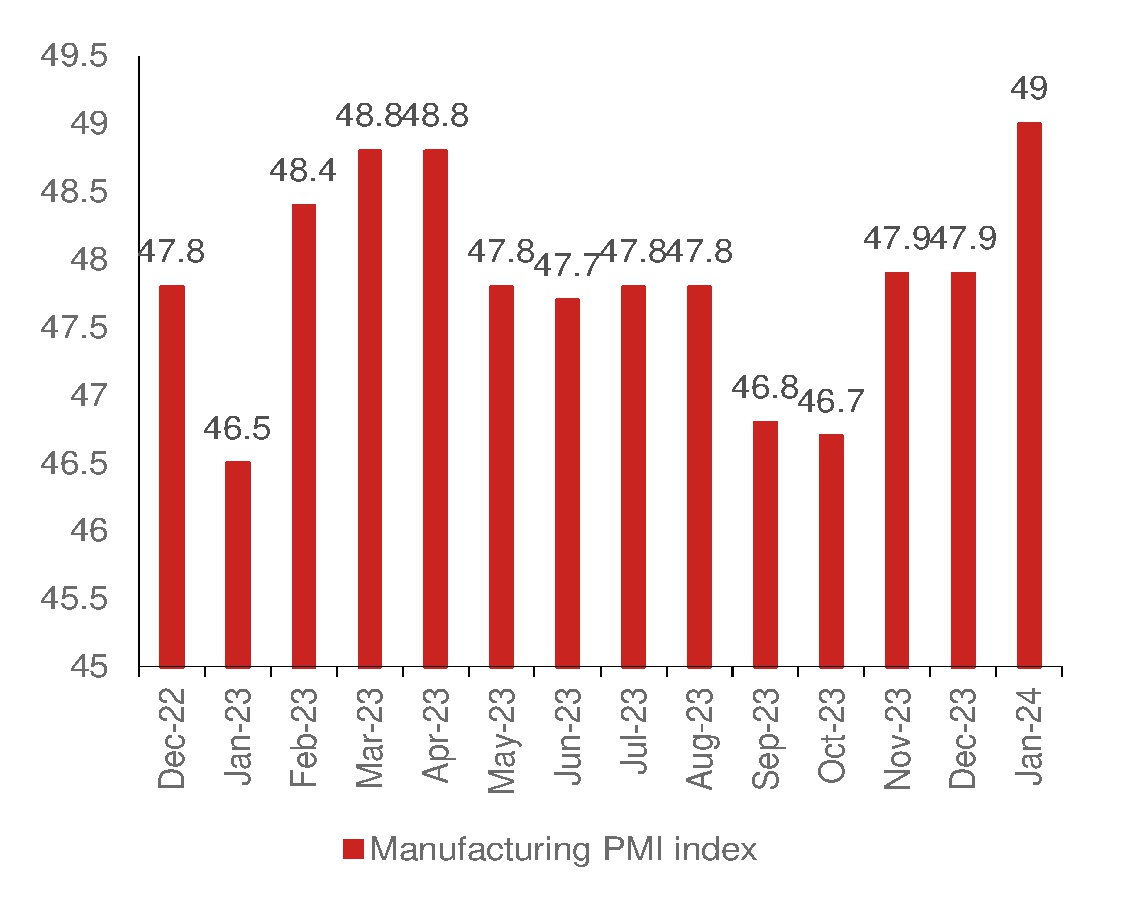 49.5
49
48.5
48
47.5
47
46.5
46
45.5
45
47.8
46.5
48.4
48.8
48.8
47.8
47.7
47.8
47.8
46.8
46.7
47.9
47.9
49
Dec-22
Jan-23
Feb-23
Mar-23
Apr-23
May-23
Jun-23
Jul-23
Aug-23
Sep-23
Oct-23
Nov-23
Dec-23
Jan-24
Manufacturing PMI index